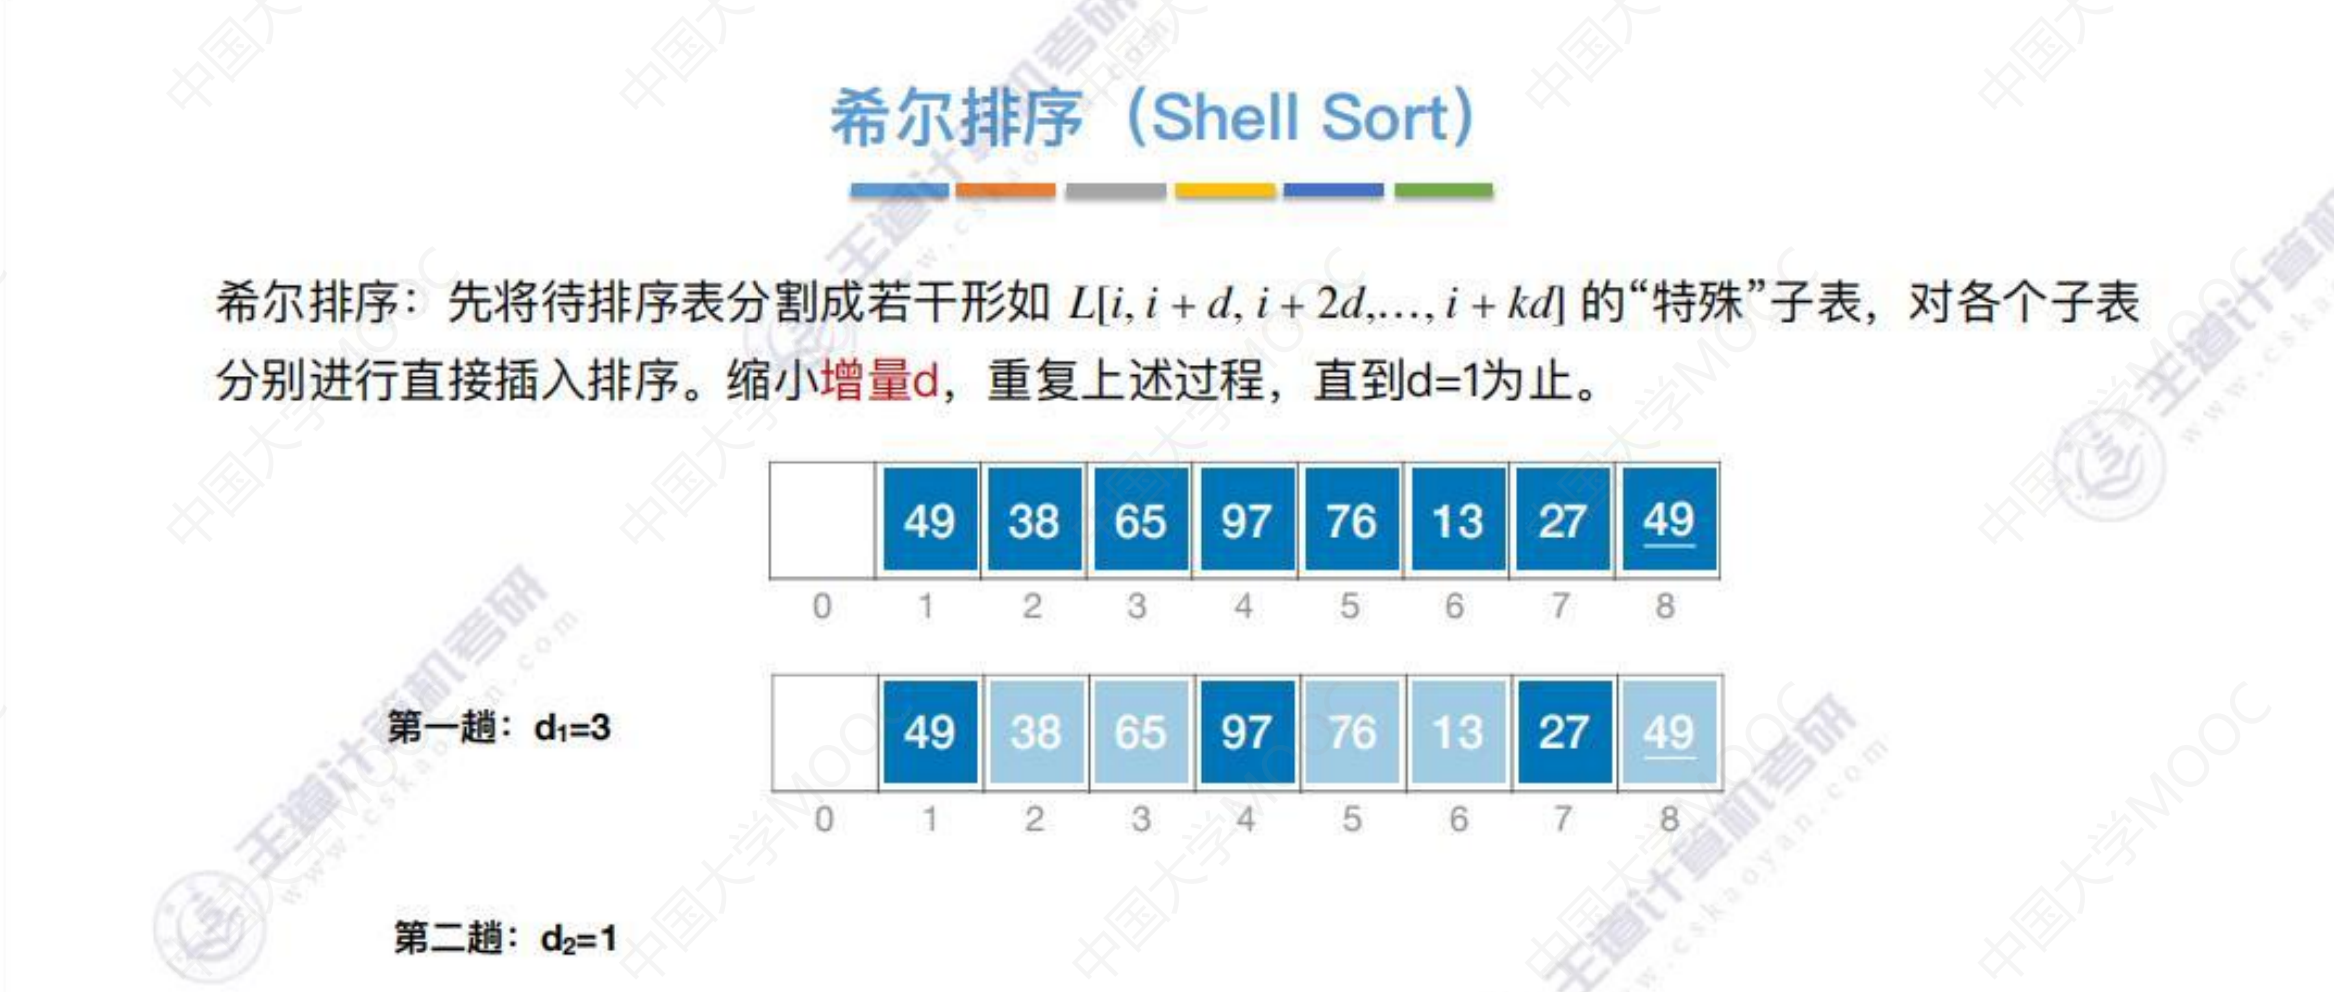 希尔排序（Shell Sort）
希尔排序：先将待排序表分割成若干形如 L[i, i + d, i + 2d,…, i + kd] 的“特殊”子表，对各个子表
分别进行直接插入排序。缩小增量d，重复上述过程，直到d=1为止。
49 38 65 97 76 13 27 49
0 1 2 3 4 5 6 7 8
第一趟：d₁=3
49 38 65 97 76 13 27 49
0 1 2 3 4 5 6 7 8
第二趟：d₂=1
中国大学MOOC
王道计算机考研
www.cskaoyan.com